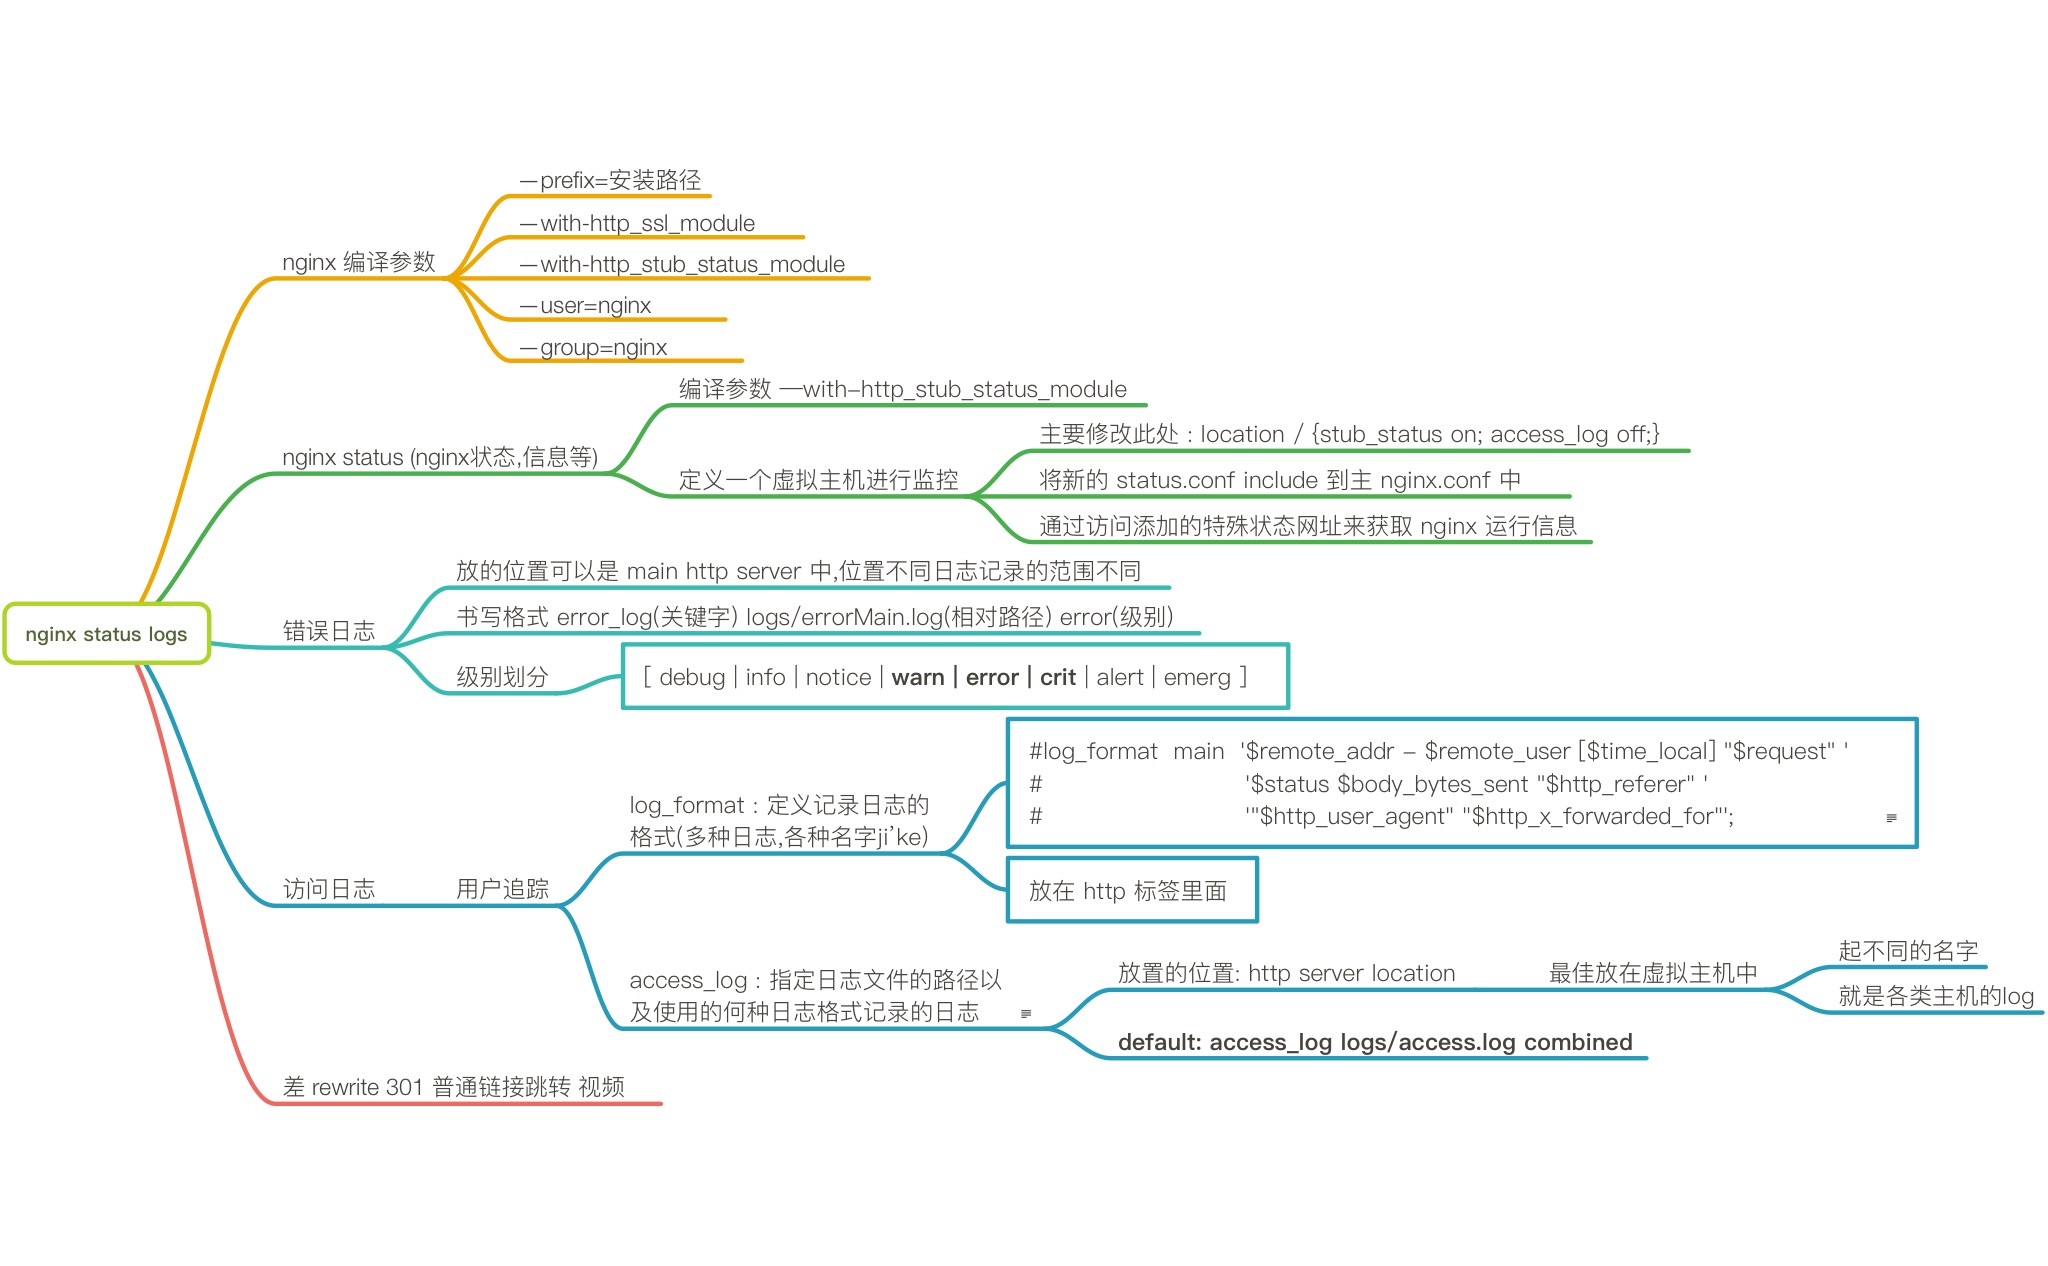 nginx status logs
nginx 编译参数
—prefix=安装路径
—with-http_ssl_module
—with-http_stub_status_module
—user=nginx
—group=nginx
nginx status (nginx状态,信息等)
编译参数 —with–http_stub_status_module
定义一个虚拟主机进行监控
主要修改此处 : location / {stub_status on; access_log off;}
将新的 status.conf include 到主 nginx.conf 中
通过访问添加的特殊状态网址来获取 nginx 运行信息
错误日志
放的位置可以是 main http server 中,位置不同日志记录的范围不同
书写格式 error_log(关键字) logs/errorMain.log(相对路径) error(级别)
级别划分
[ debug | info | notice | warn | error | crit | alert | emerg ]
访问日志
用户追踪
log_format : 定义记录日志的
格式(多种日志,各种名字ji’ke)
#log_format  main  '$remote_addr – $remote_user [$time_local] "$request" '
#                  '$status $body_bytes_sent "$http_referer" '
#                  '"$http_user_agent" "$http_x_forwarded_for"';
放在 http 标签里面
access_log : 指定日志文件的路径以
及使用的何种日志格式记录的日志
放置的位置: http server location
最佳放在虚拟主机中
起不同的名字
就是各类主机的log
default: access_log logs/access.log combined
差 rewrite 301 普通链接跳转 视频